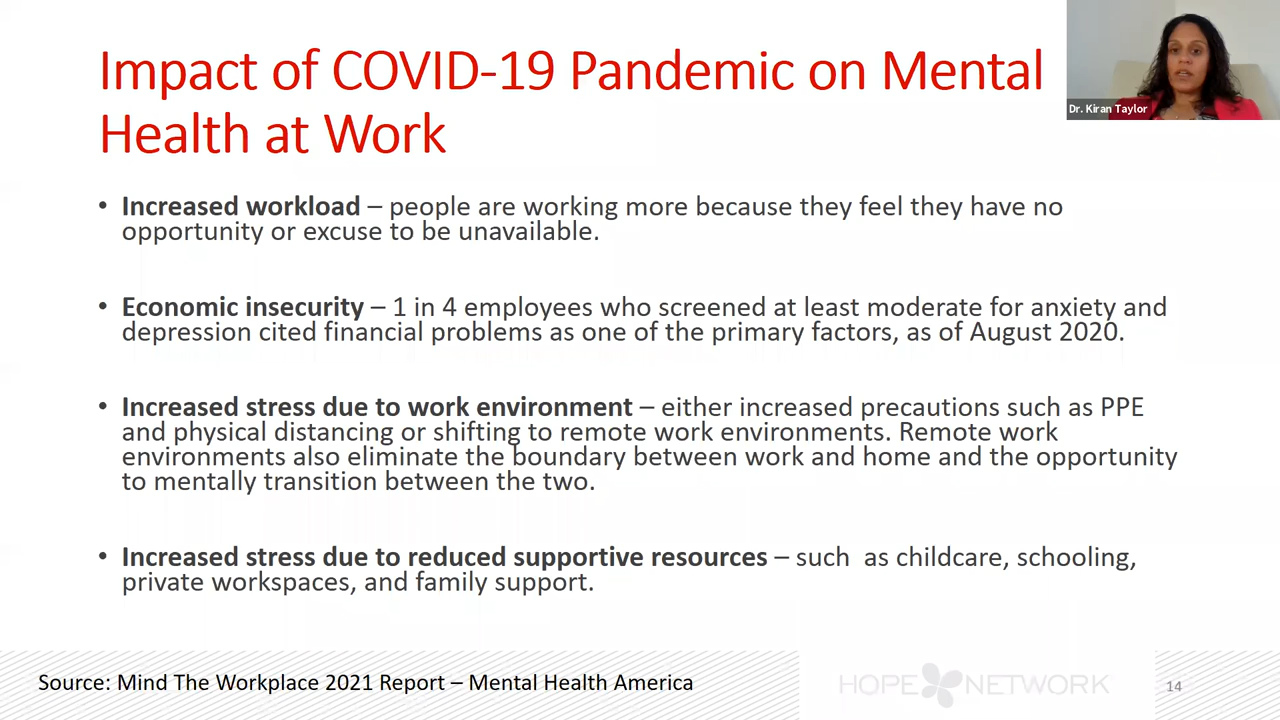 Impact of COVID-19 Pandemic on Mental
Health at Work
Dr. Kiran Taylor
• Increased workload – people are working more because they feel they have no
opportunity or excuse to be unavailable.
• Economic insecurity – 1 in 4 employees who screened at least moderate for anxiety and
depression cited financial problems as one of the primary factors, as of August 2020.
• Increased stress due to work environment – either increased precautions such as PPE
and physical distancing or shifting to remote work environments. Remote work
environments also eliminate the boundary between work and home and the opportunity
to mentally transition between the two.
• Increased stress due to reduced supportive resources – such  as childcare, schooling,
private workspaces, and family support.
Source: Mind The Workplace 2021 Report – Mental Health America
HOPE NETWORK
14